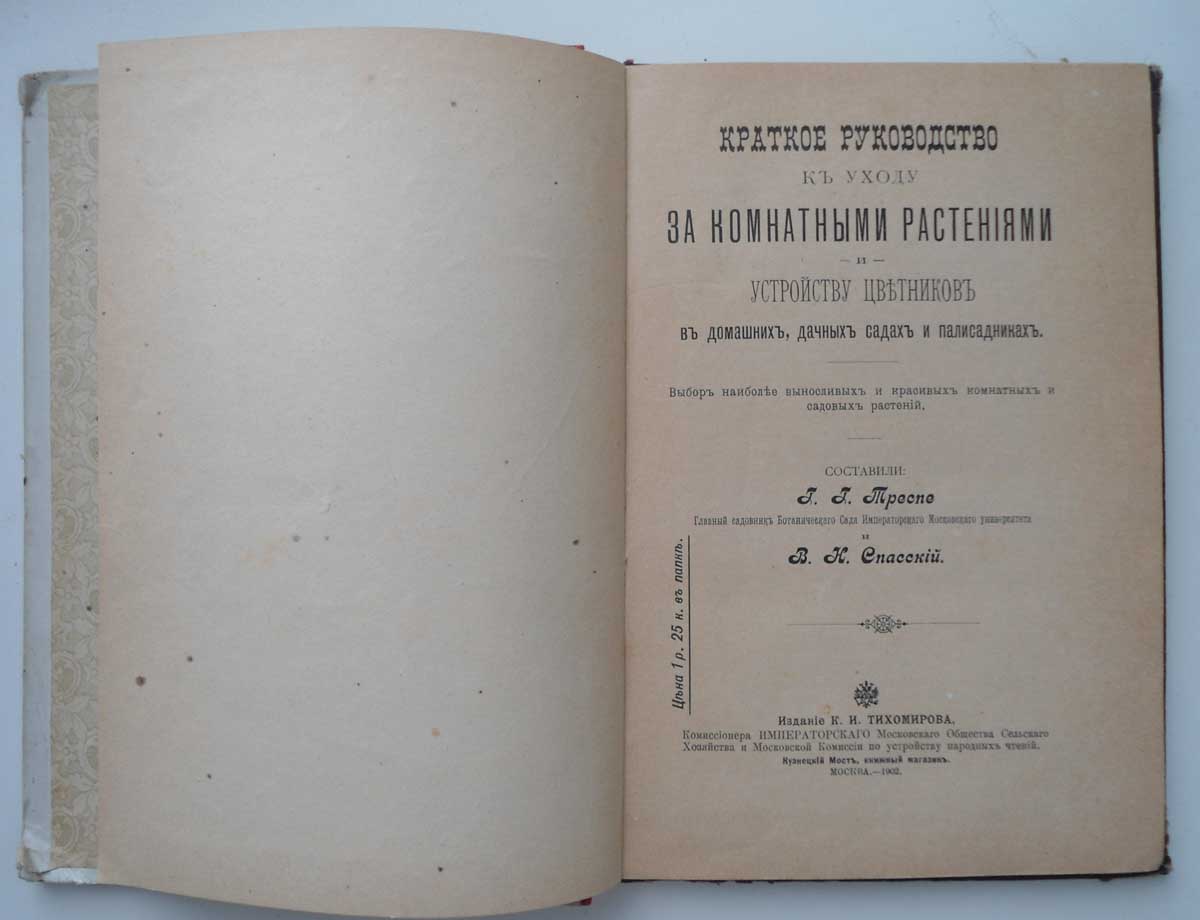 КРАТКОЕ РУКОВОДСТВО
КЪ УХОДУ
ЗА КОМНАТНЫМИ РАСТЕНІЯМИ
— и —
УСТРОЙСТВУ ЦВѢТНИКОВЪ
въ домашнихъ, дачныхъ садахъ и палисадникахъ.
Выборъ наиболѣе выносливыхъ и красивыхъ комнатныхъ и
садовыхъ растеній.
СОСТАВИЛИ:
Г. Г. Треспе
Главный садовникъ Ботаническаго Сада Императорскаго Московскаго университета
и
В. Н. Спасскій.
Цѣна 1 р. 25 к. въ папкѣ.
Изданіе К. И. ТИХОМИРОВА,
Комиссіонера ИМПЕРАТОРСКАГО Московскаго Общества Сельскаго
Хозяйства и Московской Комиссіи по устройству народныхъ чтеній.
Кузнецкій Мостъ, книжный магазинъ.
МОСКВА.—1902.